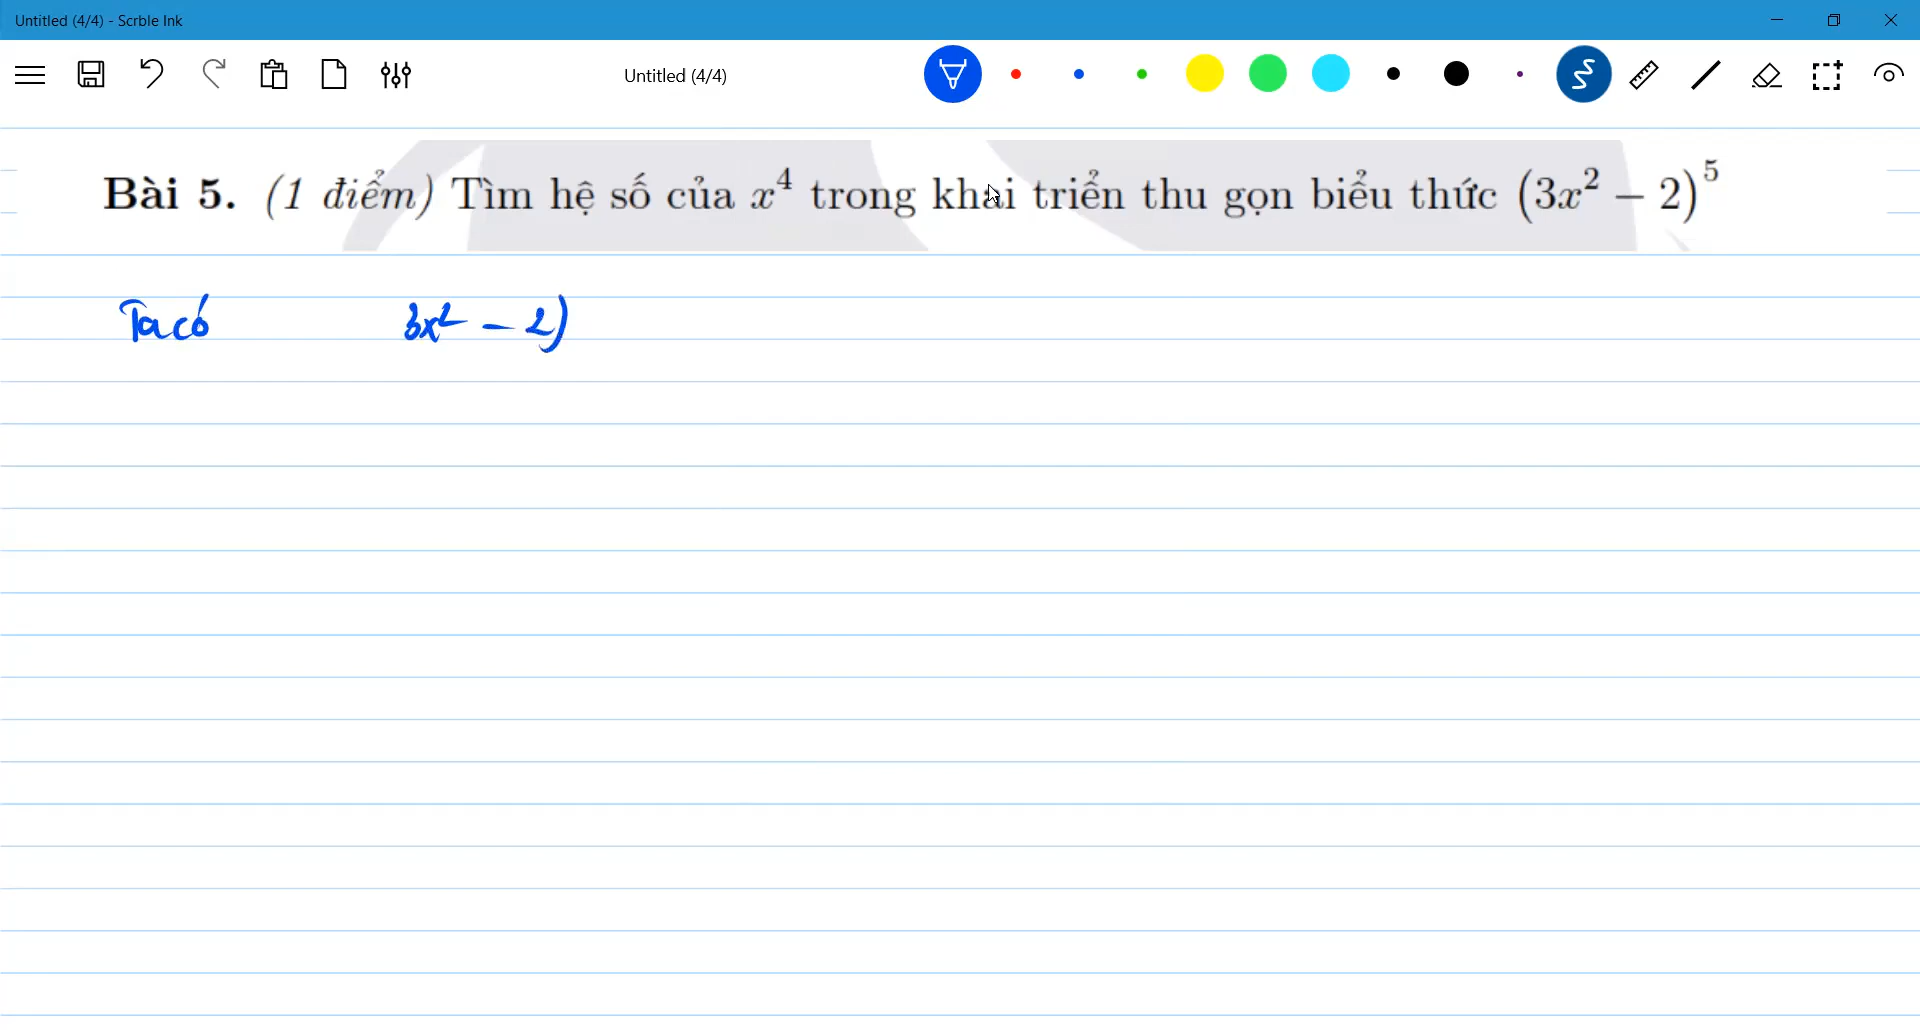 Untitled (4/4) - Scrble Ink
Untitled (4/4)
Bài 5. (1 điểm) Tìm hệ số của x⁴ trong khai triển thu gọn biểu thức (3x² − 2)⁵
Ta có 3x² − 2)